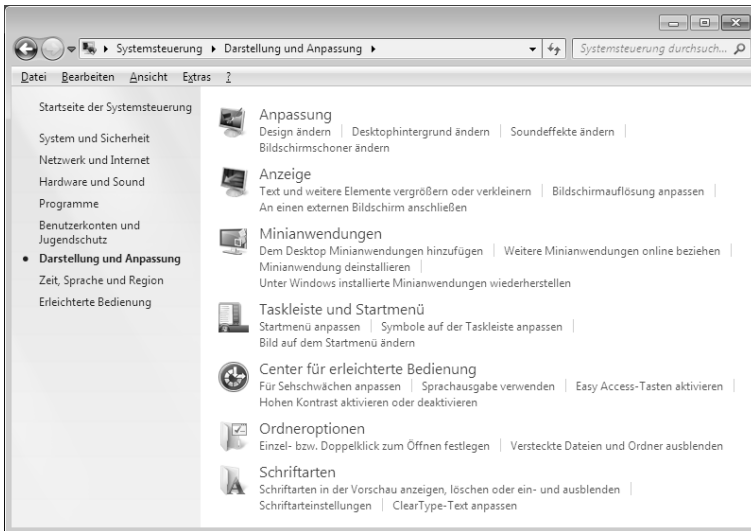 Systemsteuerung Darstellung und Anpassung Systemsteuerung durchsuch...
Datei Bearbeiten Ansicht Extras ?
Startseite der Systemsteuerung
System und Sicherheit
Netzwerk und Internet
Hardware und Sound
Programme
Benutzerkonten und
Jugendschutz
Darstellung und Anpassung
Zeit, Sprache und Region
Erleichterte Bedienung
Anpassung
Design ändern Desktophintergrund ändern Soundeffekte ändern
Bildschirmschoner ändern
Anzeige
Text und weitere Elemente vergrößern oder verkleinern Bildschirmauflösung anpassen
An einen externen Bildschirm anschließen
Minianwendungen
Dem Desktop Minianwendungen hinzufügen Weitere Minianwendungen online beziehen
Minianwendung deinstallieren
Unter Windows installierte Minianwendungen wiederherstellen
Taskleiste und Startmenü
Startmenü anpassen Symbole auf der Taskleiste anpassen
Bild auf dem Startmenü ändern
Center für erleichterte Bedienung
Für Sehschwächen anpassen Sprachausgabe verwenden Easy Access-Tasten aktivieren
Hohen Kontrast aktivieren oder deaktivieren
Ordneroptionen
Einzel- bzw. Doppelklick zum Öffnen festlegen Versteckte Dateien und Ordner ausblenden
Schriftarten
Schriftarten in der Vorschau anzeigen, löschen oder ein- und ausblenden
Schriftarteinstellungen ClearType-Text anpassen